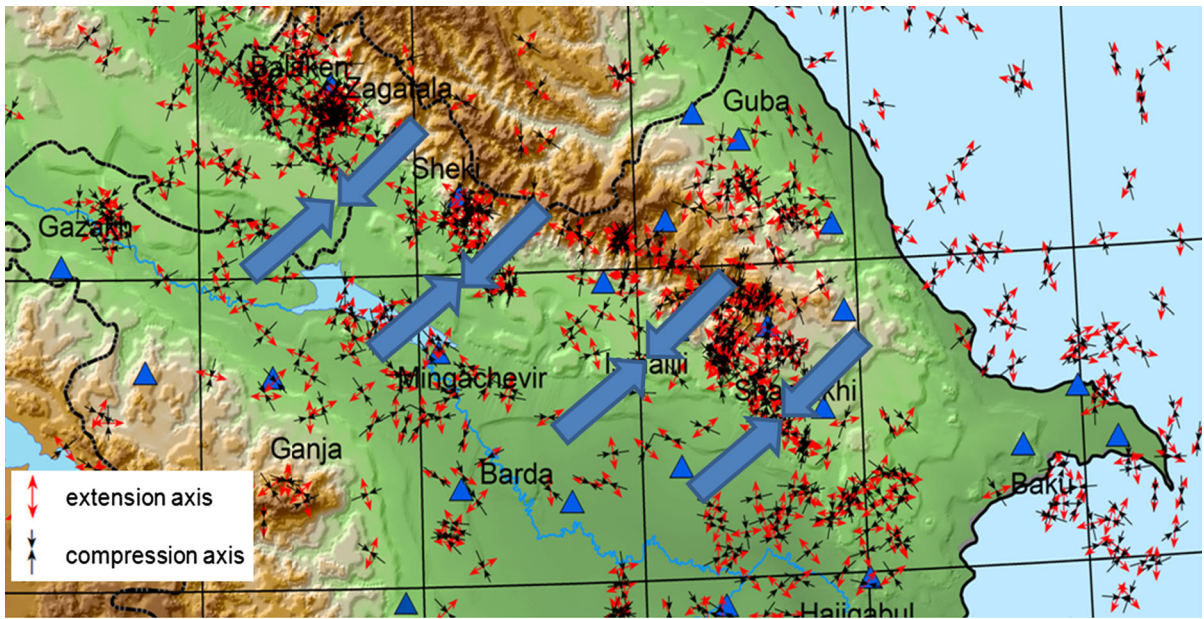 Balaken
Zagatala
Guba
Sheki
Gazakh
Ismailli
Mingachevir
Shamakhi
Ganja
Barda
Baku
extension axis
compression axis
Hajigabul